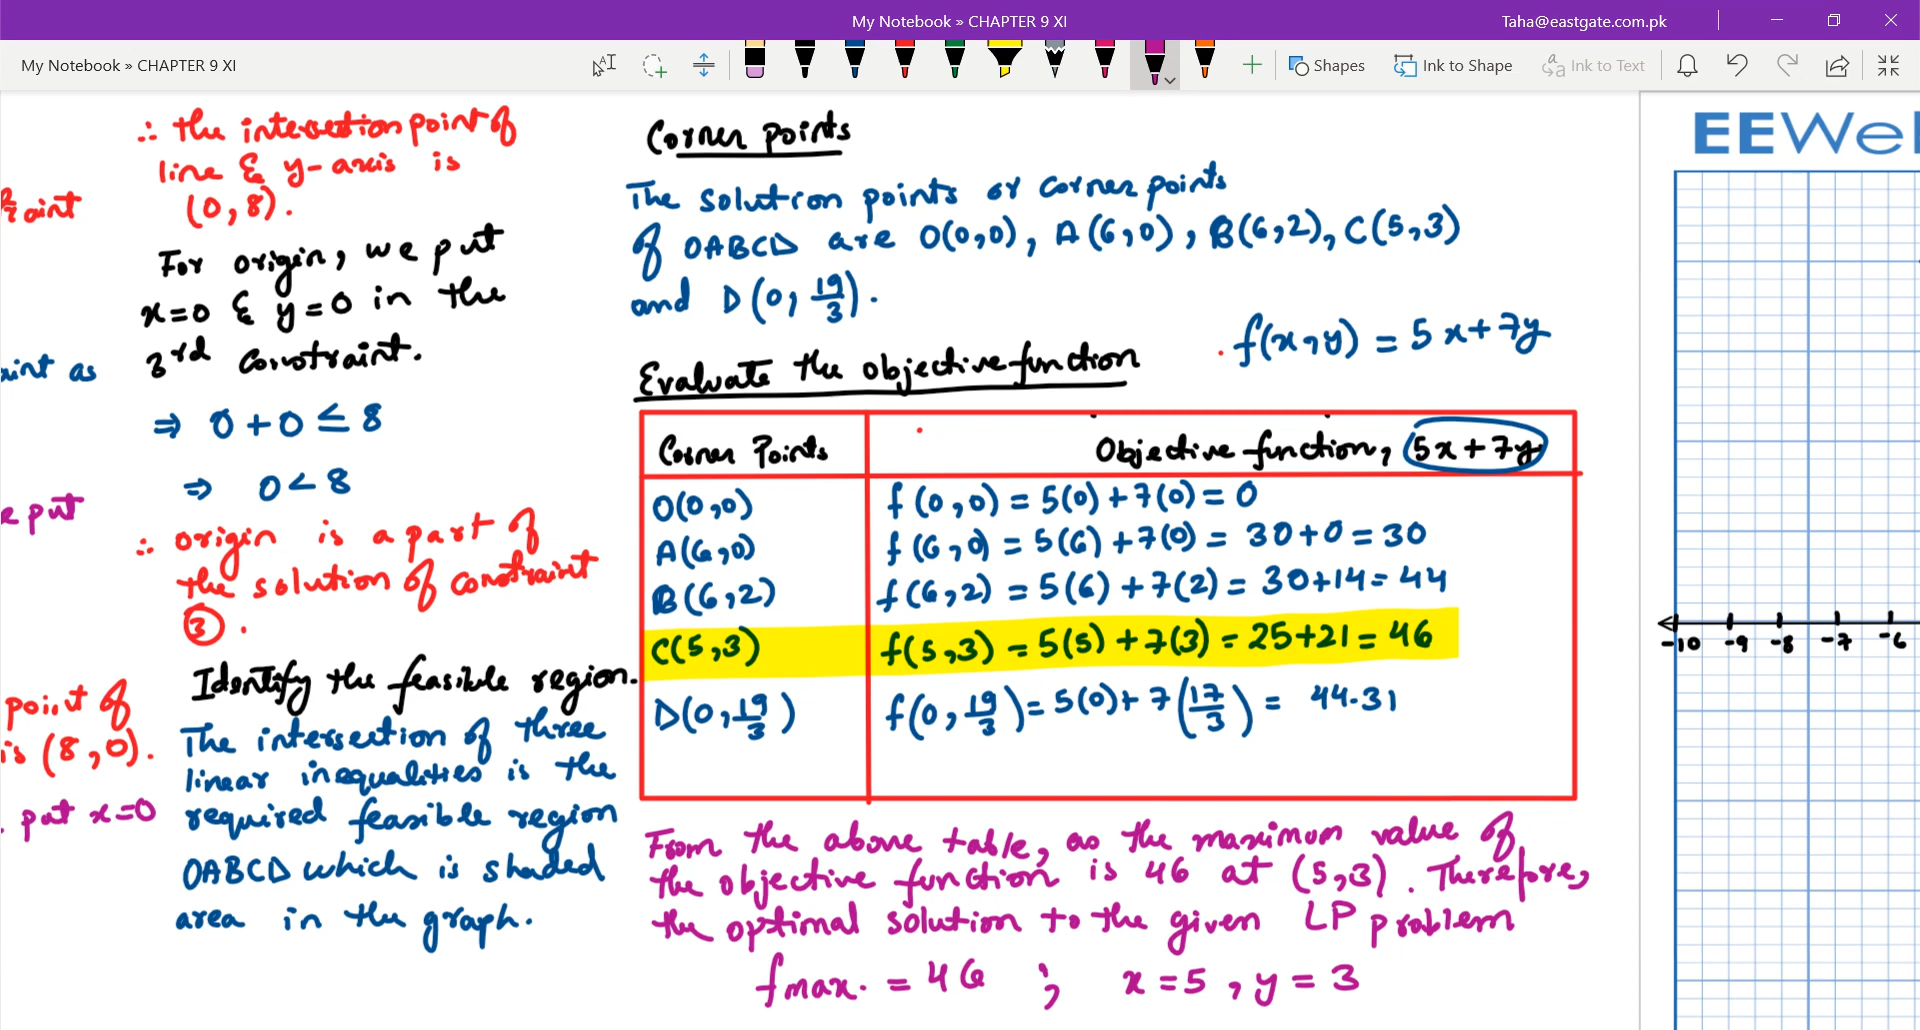 My Notebook » CHAPTER 9 XI
Taha@eastgate.com.pk
My Notebook » CHAPTER 9 XI
Shapes
Ink to Shape
Ink to Text
aint
aint as
e put
point of
is (8,0).
put x=0
∴ the intersection point of
line & y-axis is
(0,8).
For origin, we put
x=0 & y=0 in the
3rd constraint.
⇒ 0+0≤8
⇒ 0<8
∴ origin is a part of
the solution of constraint
③.
Identify the feasible region.
The intersection of three
linear inequalities is the
required feasible region
OABCD which is shaded
area in the graph.
Corner points
The solution points or corner points
of OABCD are O(0,0), A(6,0), B(6,2), C(5,3)
and D(0, 19/3).
f(x,y) = 5x+7y
Evaluate the objective function
Corner Points
Objective function, 5x+7y
O(0,0)
f(0,0) = 5(0)+7(0) = 0
A(6,0)
f(6,0) = 5(6)+7(0) = 30+0 = 30
B(6,2)
f(6,2) = 5(6)+7(2) = 30+14 = 44
C(5,3)
f(5,3) = 5(5)+7(3) = 25+21 = 46
D(0, 19/3)
f(0, 19/3) = 5(0)+7(17/3) = 44.31
From the above table, as the maximum value of
the objective function is 46 at (5,3). Therefore,
the optimal solution to the given LP problem
fmax. = 46 ; x=5, y=3
EEWe
-10 -9 -8 -7 -6